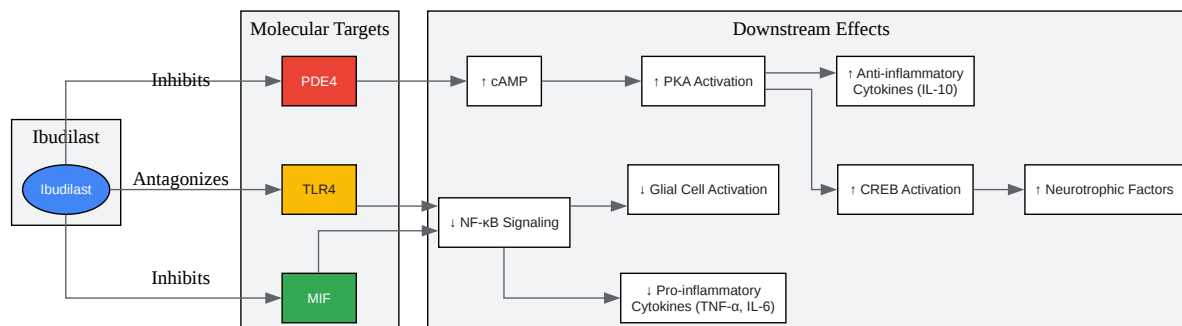 Molecular Targets
Downstream Effects
Inhibits
PDE4
↑ cAMP
↑ PKA Activation
↑ Anti-inflammatory
Cytokines (IL-10)
Ibudilast
Ibudilast
Antagonizes
TLR4
↓ Glial Cell Activation
↑ CREB Activation
↑ Neurotrophic Factors
↓ NF-κB Signaling
Inhibits
MIF
↓ Pro-inflammatory
Cytokines (TNF-α, IL-6)